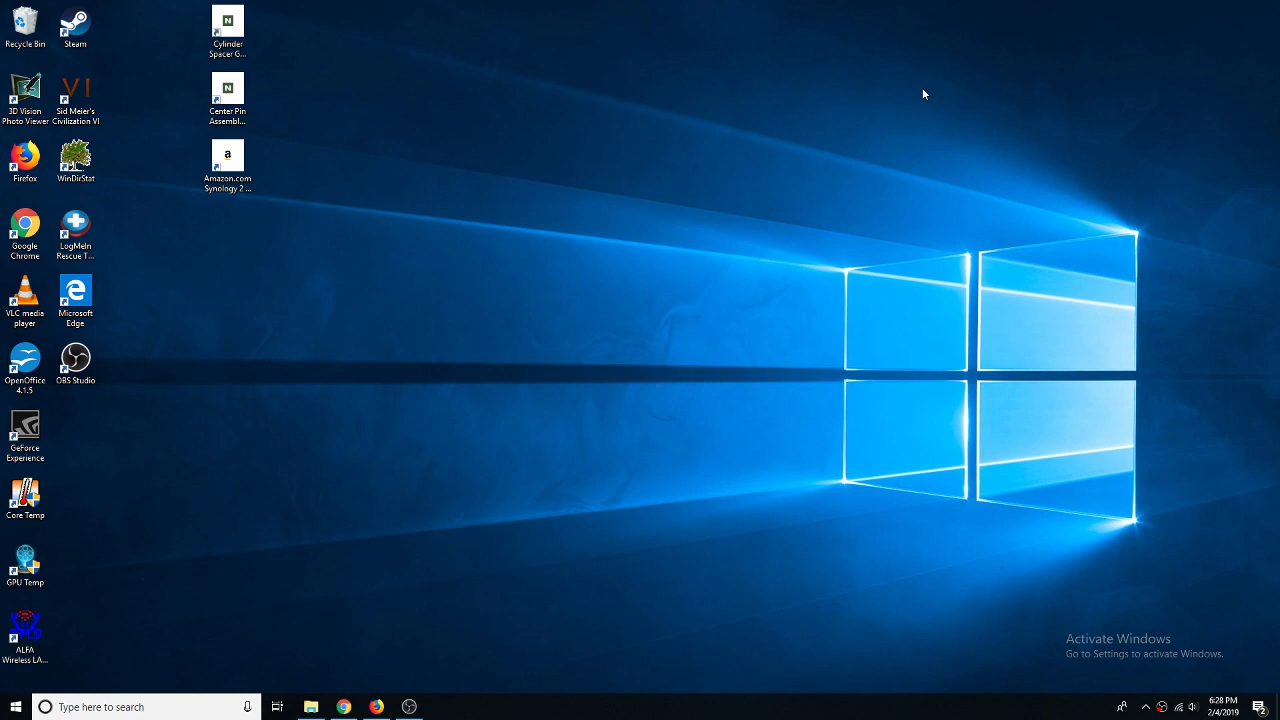 Recycle Bin
Steam
3D Vision
Photo Viewer
VI
Sid Meier's
Civilization VI
Firefox
WinDirStat
Google
Chrome
LogMeIn
Rescue T...
VLC media
player
Microsoft
Edge
OpenOffice
4.1.5
OBS Studio
GeForce
Experience
Core Temp
GPU Temp
ALFA
Wireless LA...
N
Cylinder
Spacer G...
N
Center Pin
Assembl...
a
Amazon.com
Synology 2 ...
Activate Windows
Go to Settings to activate Windows.
Type here to search
6:28 PM
2/4/2019
2